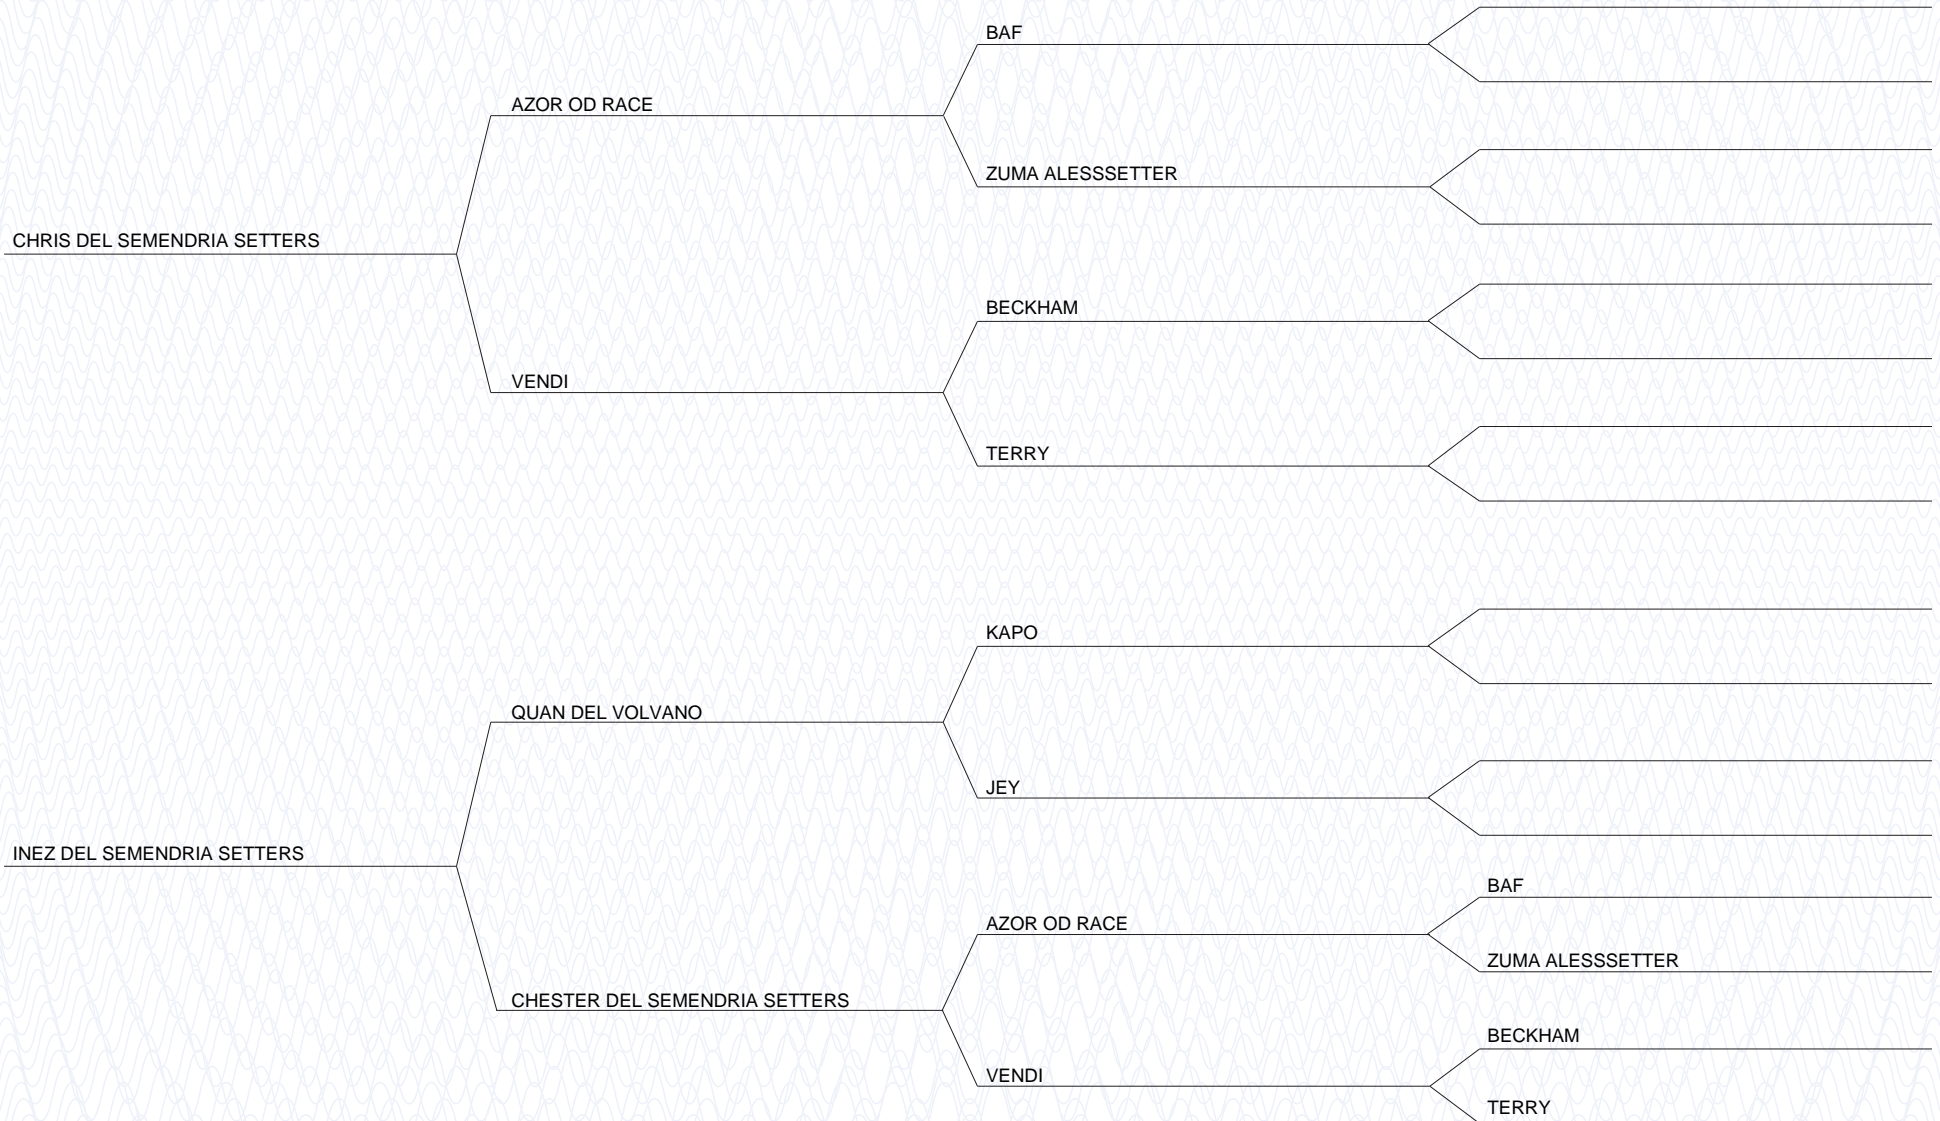 BAF
AZOR OD RACE
ZUMA ALESSSETTER
CHRIS DEL SEMENDRIA SETTERS
BECKHAM
VENDI
TERRY
KAPO
QUAN DEL VOLVANO
JEY
INEZ DEL SEMENDRIA SETTERS
BAF
AZOR OD RACE
ZUMA ALESSSETTER
CHESTER DEL SEMENDRIA SETTERS
BECKHAM
VENDI
TERRY